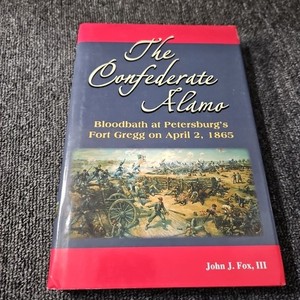 The
Confederate
Alamo
Bloodbath at Petersburg's
Fort Gregg on April 2, 1865
John J. Fox, III